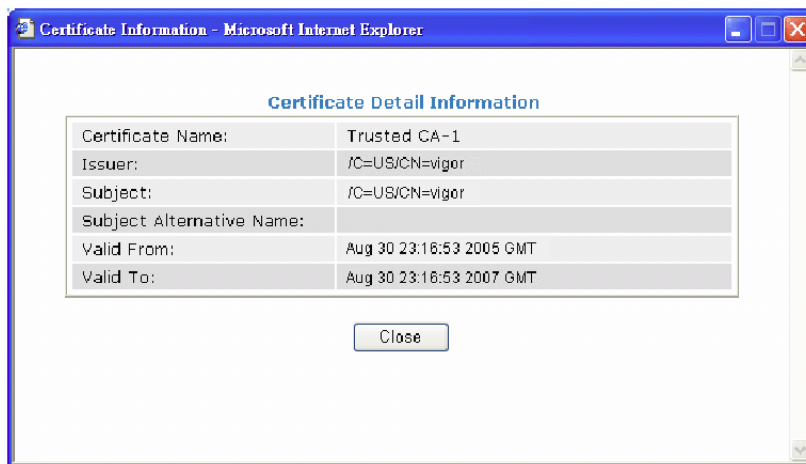 Certificate Information - Microsoft Internet Explorer
Certificate Detail Information
Certificate Name: Trusted CA-1
Issuer: /C=US/CN=vigor
Subject: /C=US/CN=vigor
Subject Alternative Name:
Valid From: Aug 30 23:16:53 2005 GMT
Valid To: Aug 30 23:16:53 2007 GMT
Close